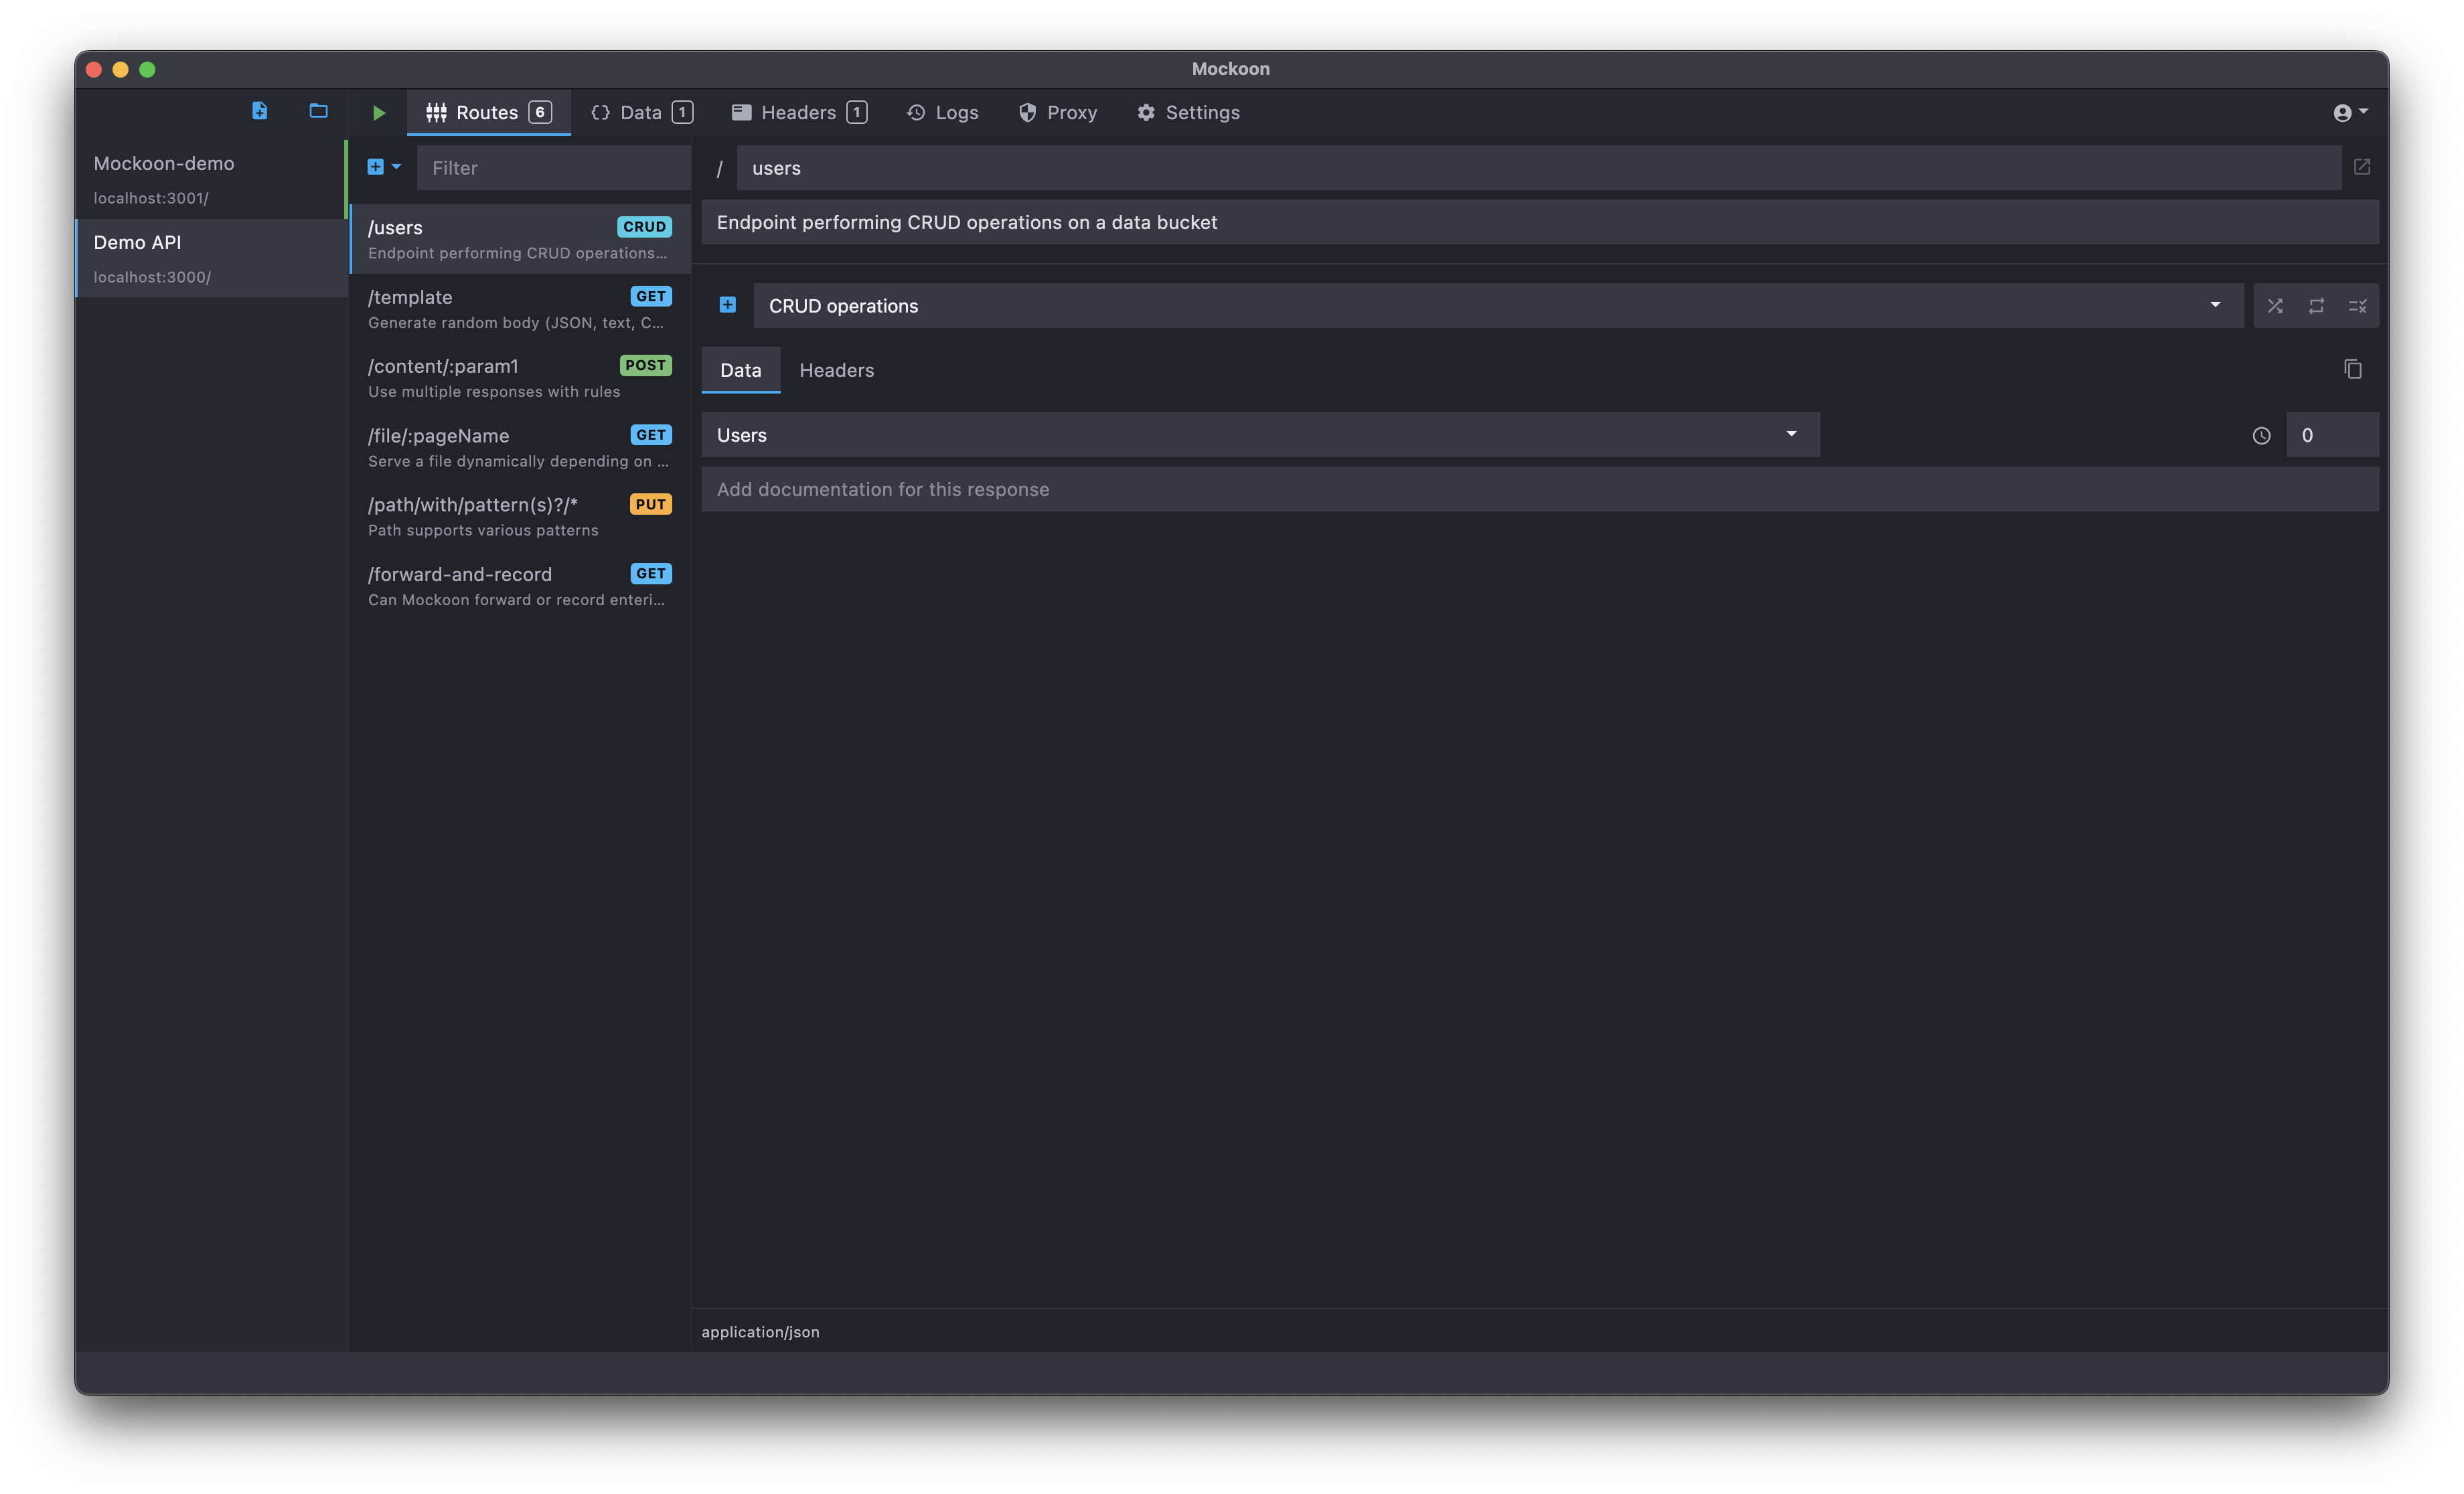 Mockoon
Routes 6
Data 1
Headers 1
Logs
Proxy
Settings
Mockoon-demo
localhost:3001/
Demo API
localhost:3000/
Filter
/users CRUD
Endpoint performing CRUD operations...
/template GET
Generate random body (JSON, text, C...
/content/:param1 POST
Use multiple responses with rules
/file/:pageName GET
Serve a file dynamically depending on ...
/path/with/pattern(s)?/* PUT
Path supports various patterns
/forward-and-record GET
Can Mockoon forward or record enteri...
/ users
Endpoint performing CRUD operations on a data bucket
CRUD operations
Data
Headers
Users
0
Add documentation for this response
application/json